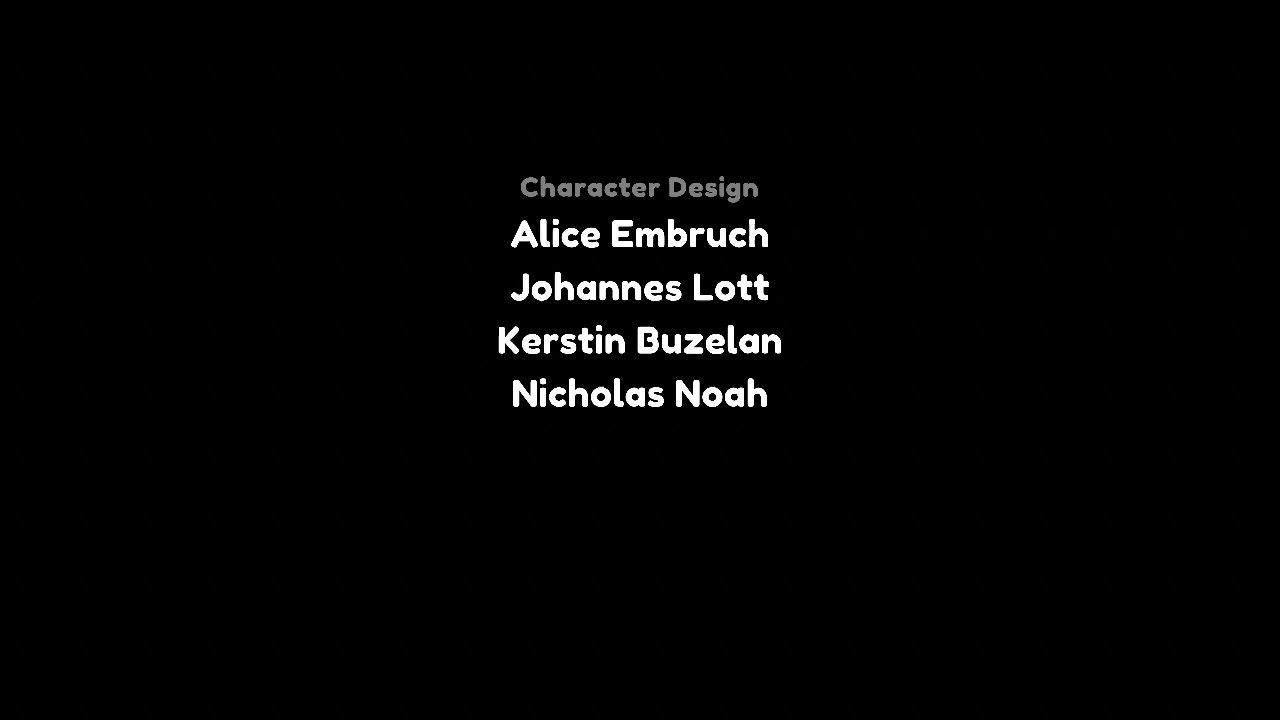 Character Design
Alice Embruch
Johannes Lott
Kerstin Buzelan
Nicholas Noah